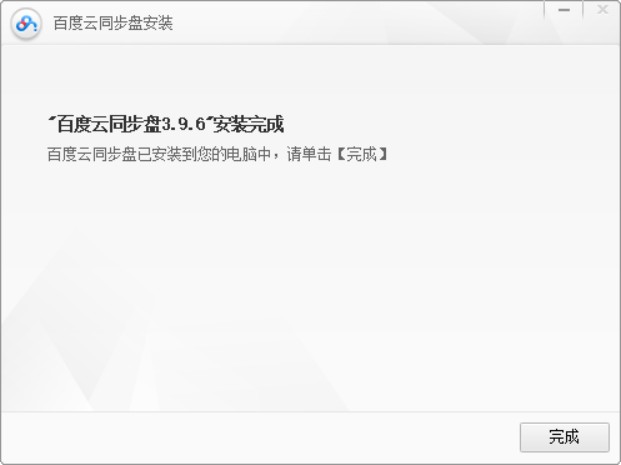 百度云同步盘安装
"百度云同步盘3.9.6"安装完成
百度云同步盘已安装到您的电脑中，请单击【完成】
完成